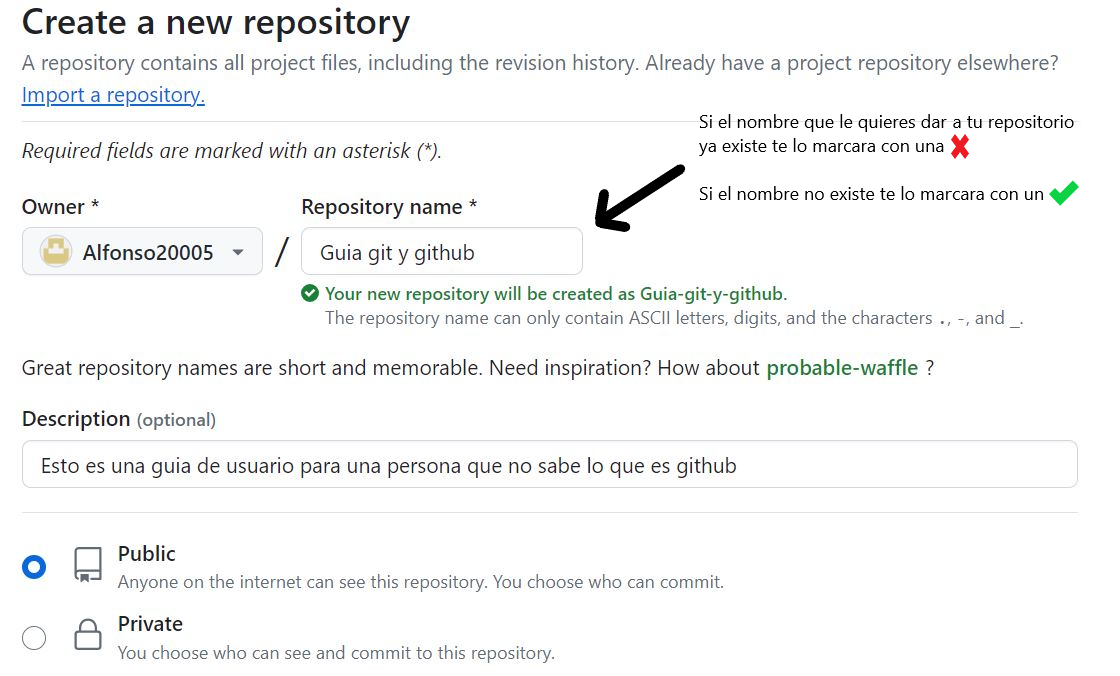 Create a new repository
A repository contains all project files, including the revision history. Already have a project repository elsewhere?
Import a repository.
Si el nombre que le quieres dar a tu repositorio
ya existe te lo marcara con una
Si el nombre no existe te lo marcara con un
Required fields are marked with an asterisk (*).
Owner *
Repository name *
Alfonso20005
/
Guia git y github
Your new repository will be created as Guia-git-y-github.
The repository name can only contain ASCII letters, digits, and the characters ., -, and _.
Great repository names are short and memorable. Need inspiration? How about probable-waffle ?
Description (optional)
Esto es una guia de usuario para una persona que no sabe lo que es github
Public
Anyone on the internet can see this repository. You choose who can commit.
Private
You choose who can see and commit to this repository.